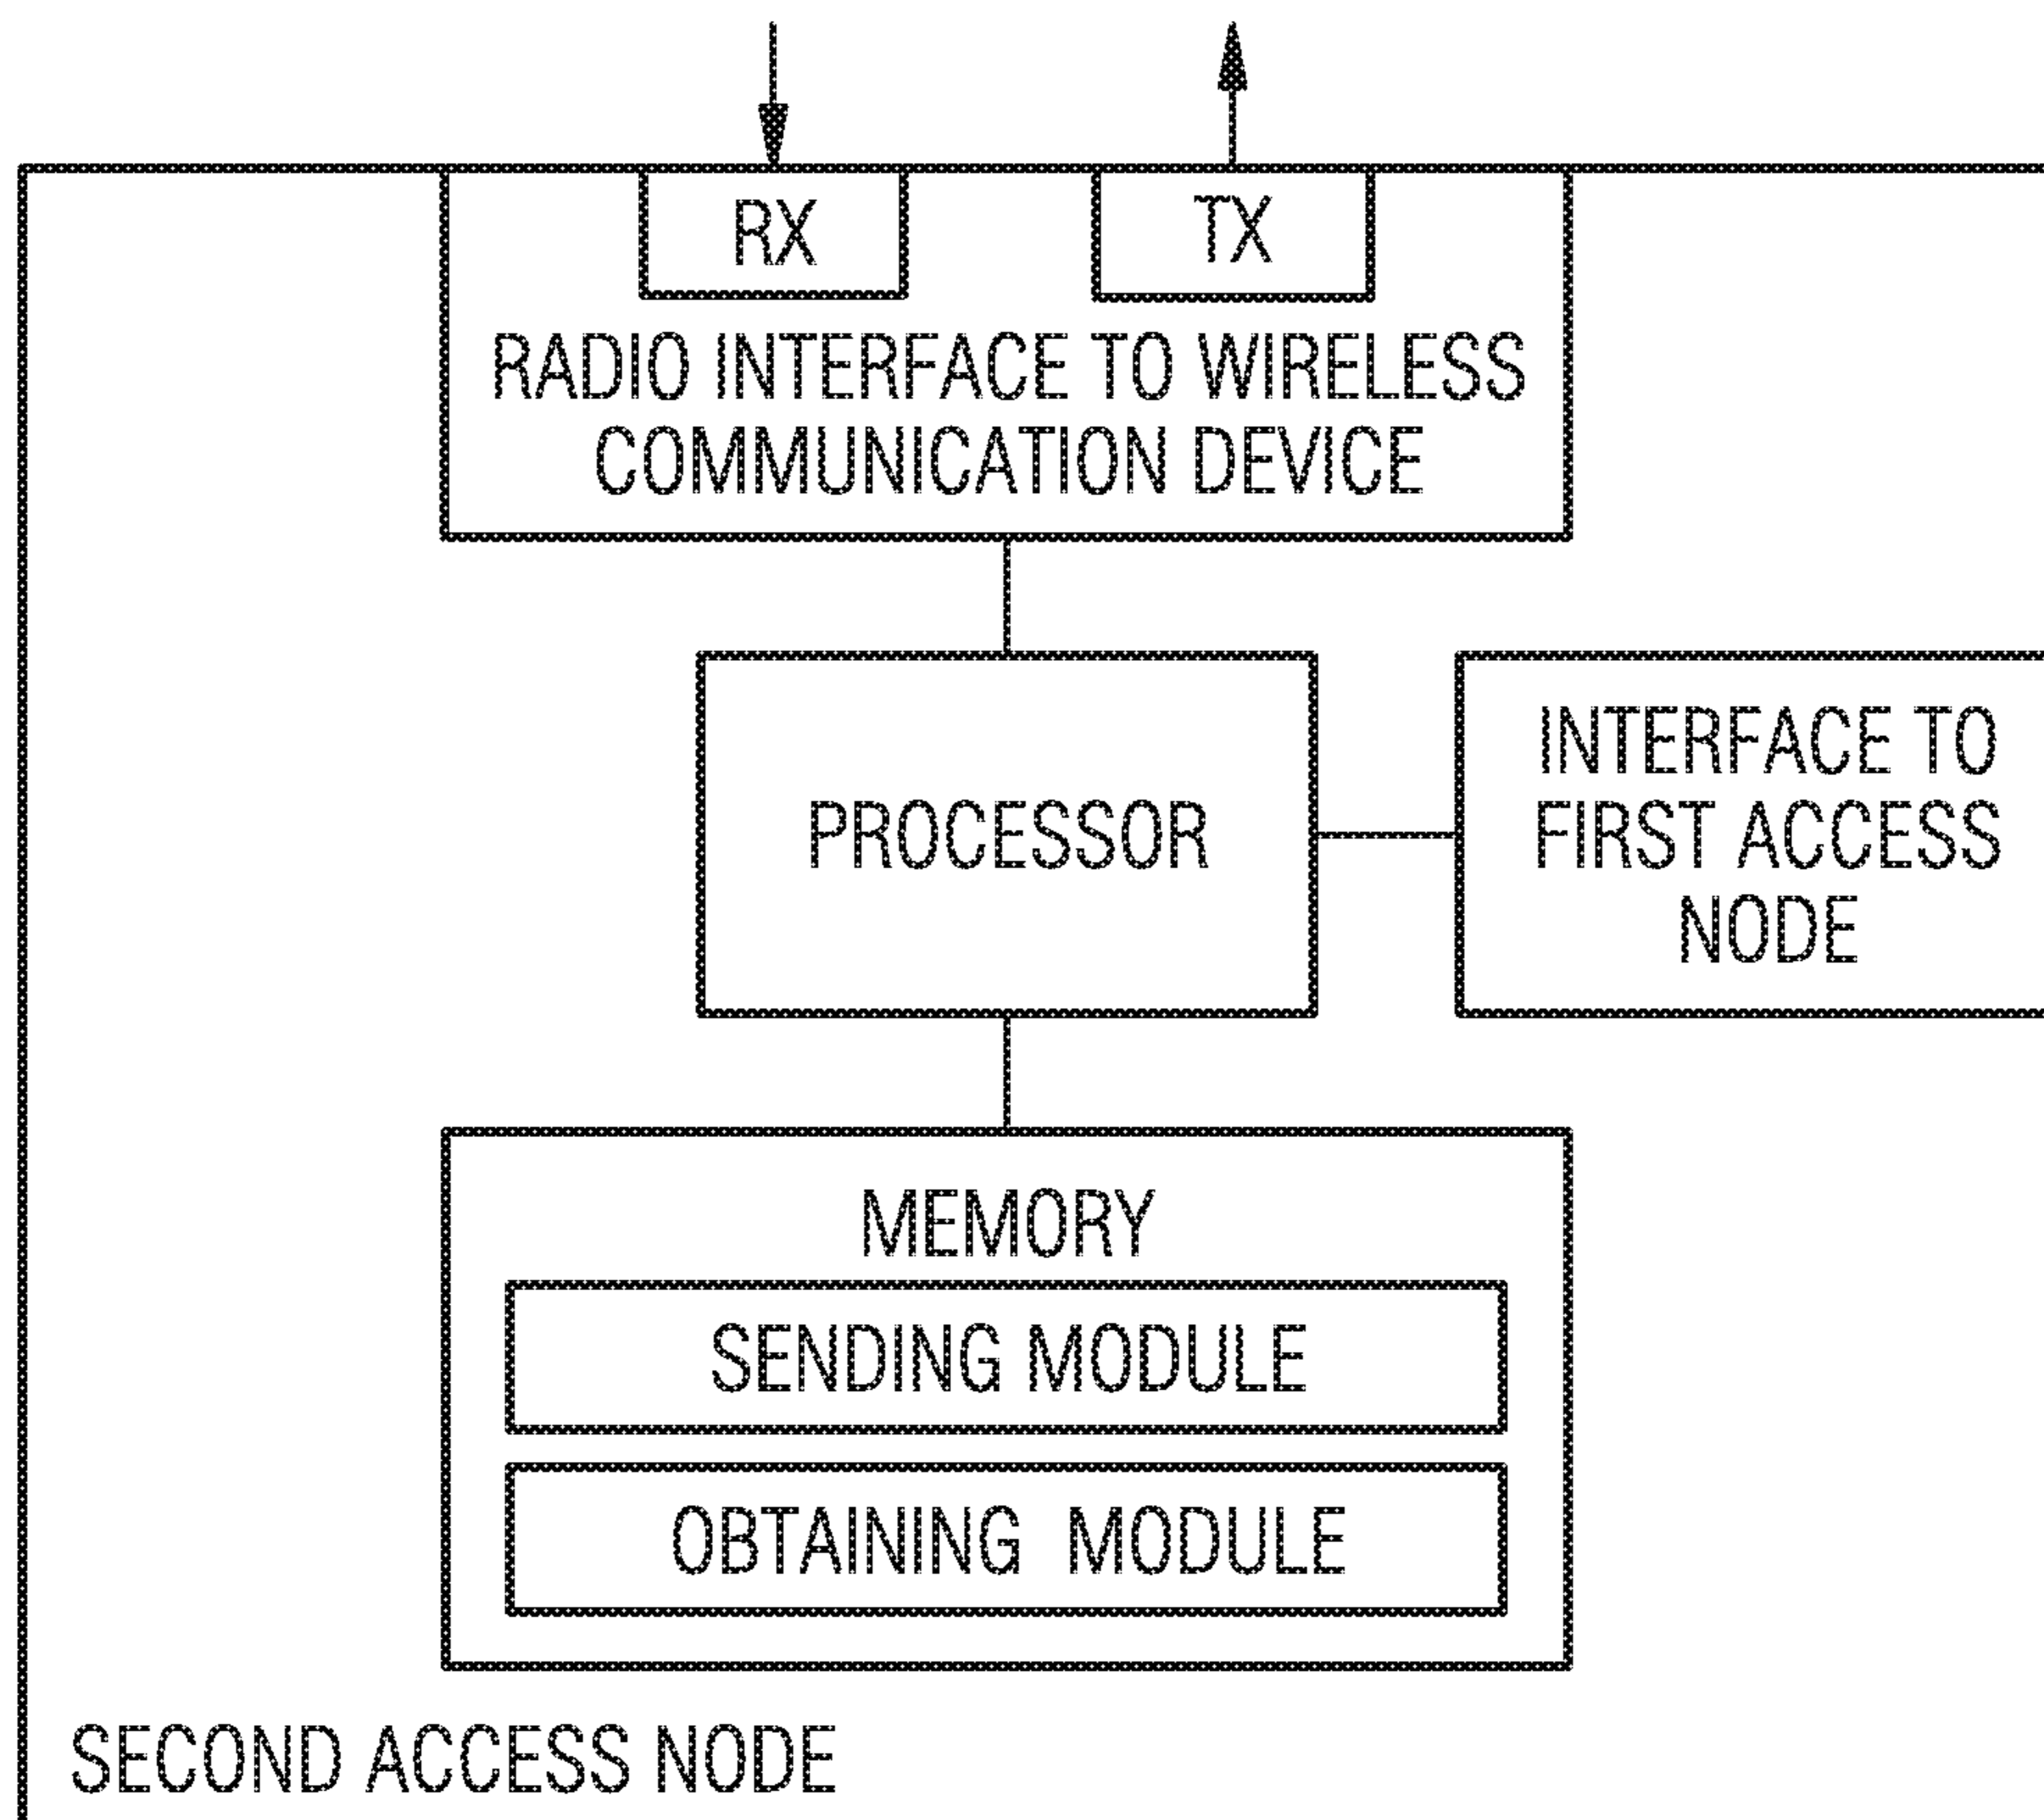 RX
TX
RADIO INTERFACE TO WIRELESS
COMMUNICATION DEVICE
PROCESSOR
INTERFACE TO
FIRST ACCESS
NODE
MEMORY
SENDING MODULE
OBTAINING MODULE
SECOND ACCESS NODE